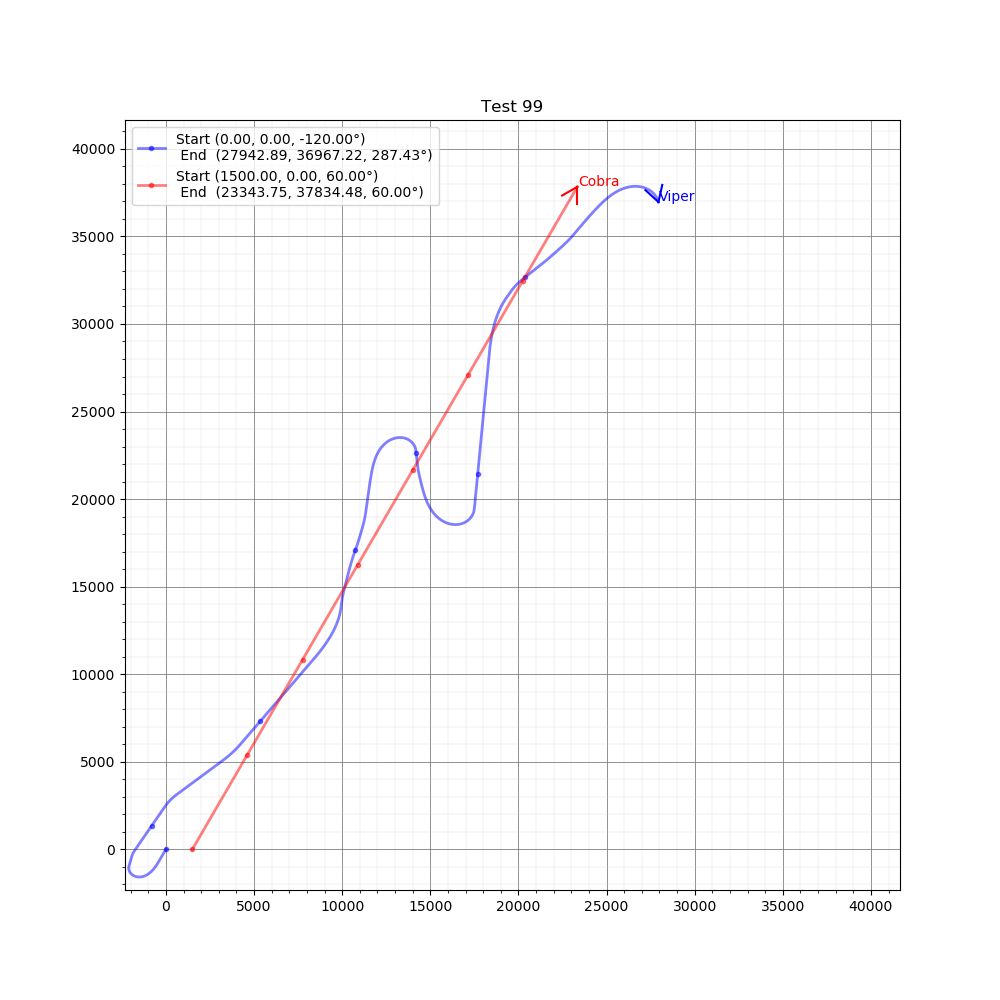 Test 99
Start (0.00, 0.00, -120.00°)
End (27942.89, 36967.22, 287.43°)
Start (1500.00, 0.00, 60.00°)
End (23343.75, 37834.48, 60.00°)
Cobra
Viper
40000
35000
30000
25000
20000
15000
10000
5000
0
0 5000 10000 15000 20000 25000 30000 35000 40000